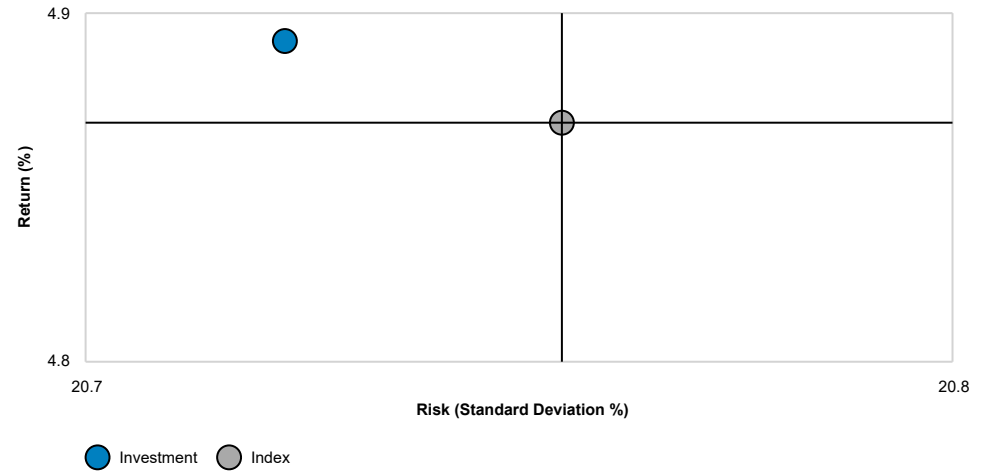 4.9
Return (%)
4.8
20.7
20.8
Risk (Standard Deviation %)
Investment
Index